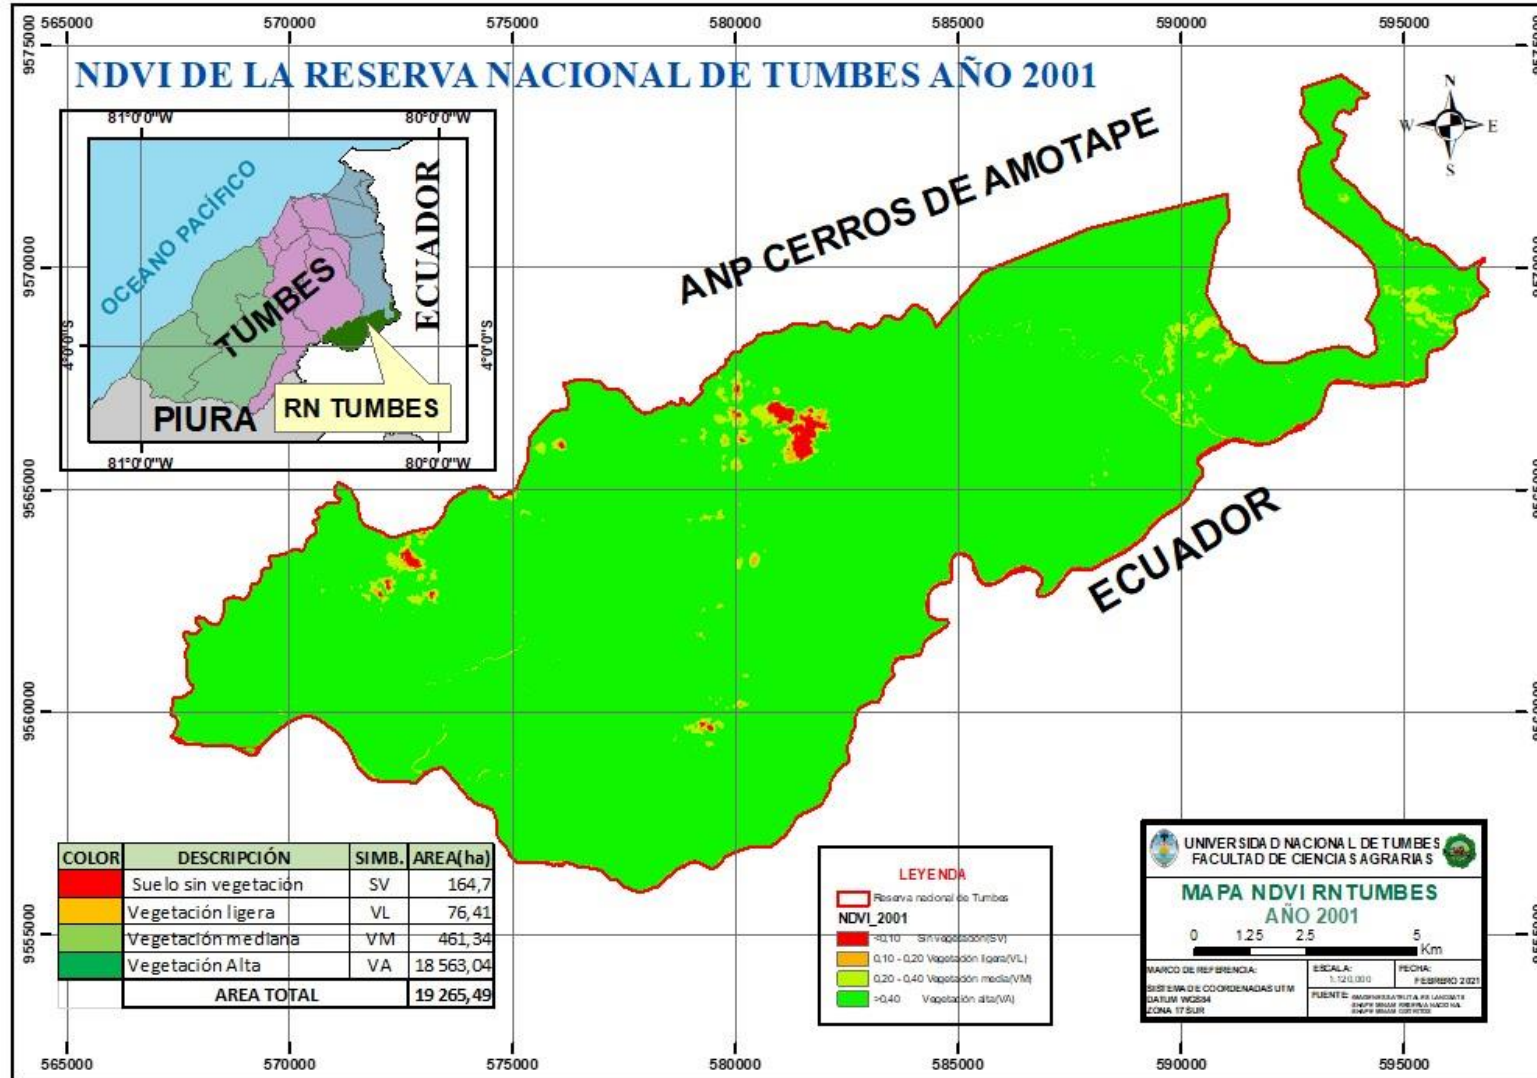 565000 570000 575000 580000 585000 590000 595000
9575000 9575000
NDVI DE LA RESERVA NACIONAL DE TUMBES AÑO 2001
81°0'0"W 80°0'0"W
OCEANO PACÍFICO
ECUADOR
TUMBES
4°0'0"S 4°0'0"S
PIURA
RN TUMBES
81°0'0"W 80°0'0"W
ANP CERROS DE AMOTAPE
N
W E
S
9570000 9570000
9565000 9565000
ECUADOR
9560000 9560000
9555000 9555000
COLOR DESCRIPCIÓN SIMB. AREA(ha)
Suelo sin vegetación SV 164,7
Vegetación ligera VL 76,41
Vegetación mediana VM 461,34
Vegetación Alta VA 18 563,04
AREA TOTAL 19 265,49
LEYENDA
Reserva nacional de Tumbes
NDVI_2001
<0,10 Sin vegetación(SV)
0,10 - 0,20 Vegetación ligera(VL)
0,20 - 0,40 Vegetación media(VM)
>0,40 Vegetación alta(VA)
UNIVERSIDAD NACIONAL DE TUMBES
FACULTAD DE CIENCIAS AGRARIAS
MAPA NDVI RN TUMBES
AÑO 2001
0 1.25 2.5 5
Km
MARCO DE REFERENCIA:
SISTEMA DE COORDENADAS UTM
DATUM WGS84
ZONA 17 SUR
ESCALA:
1:120,000
FECHA:
FEBRERO 2021
FUENTE:
565000 570000 575000 580000 585000 590000 595000